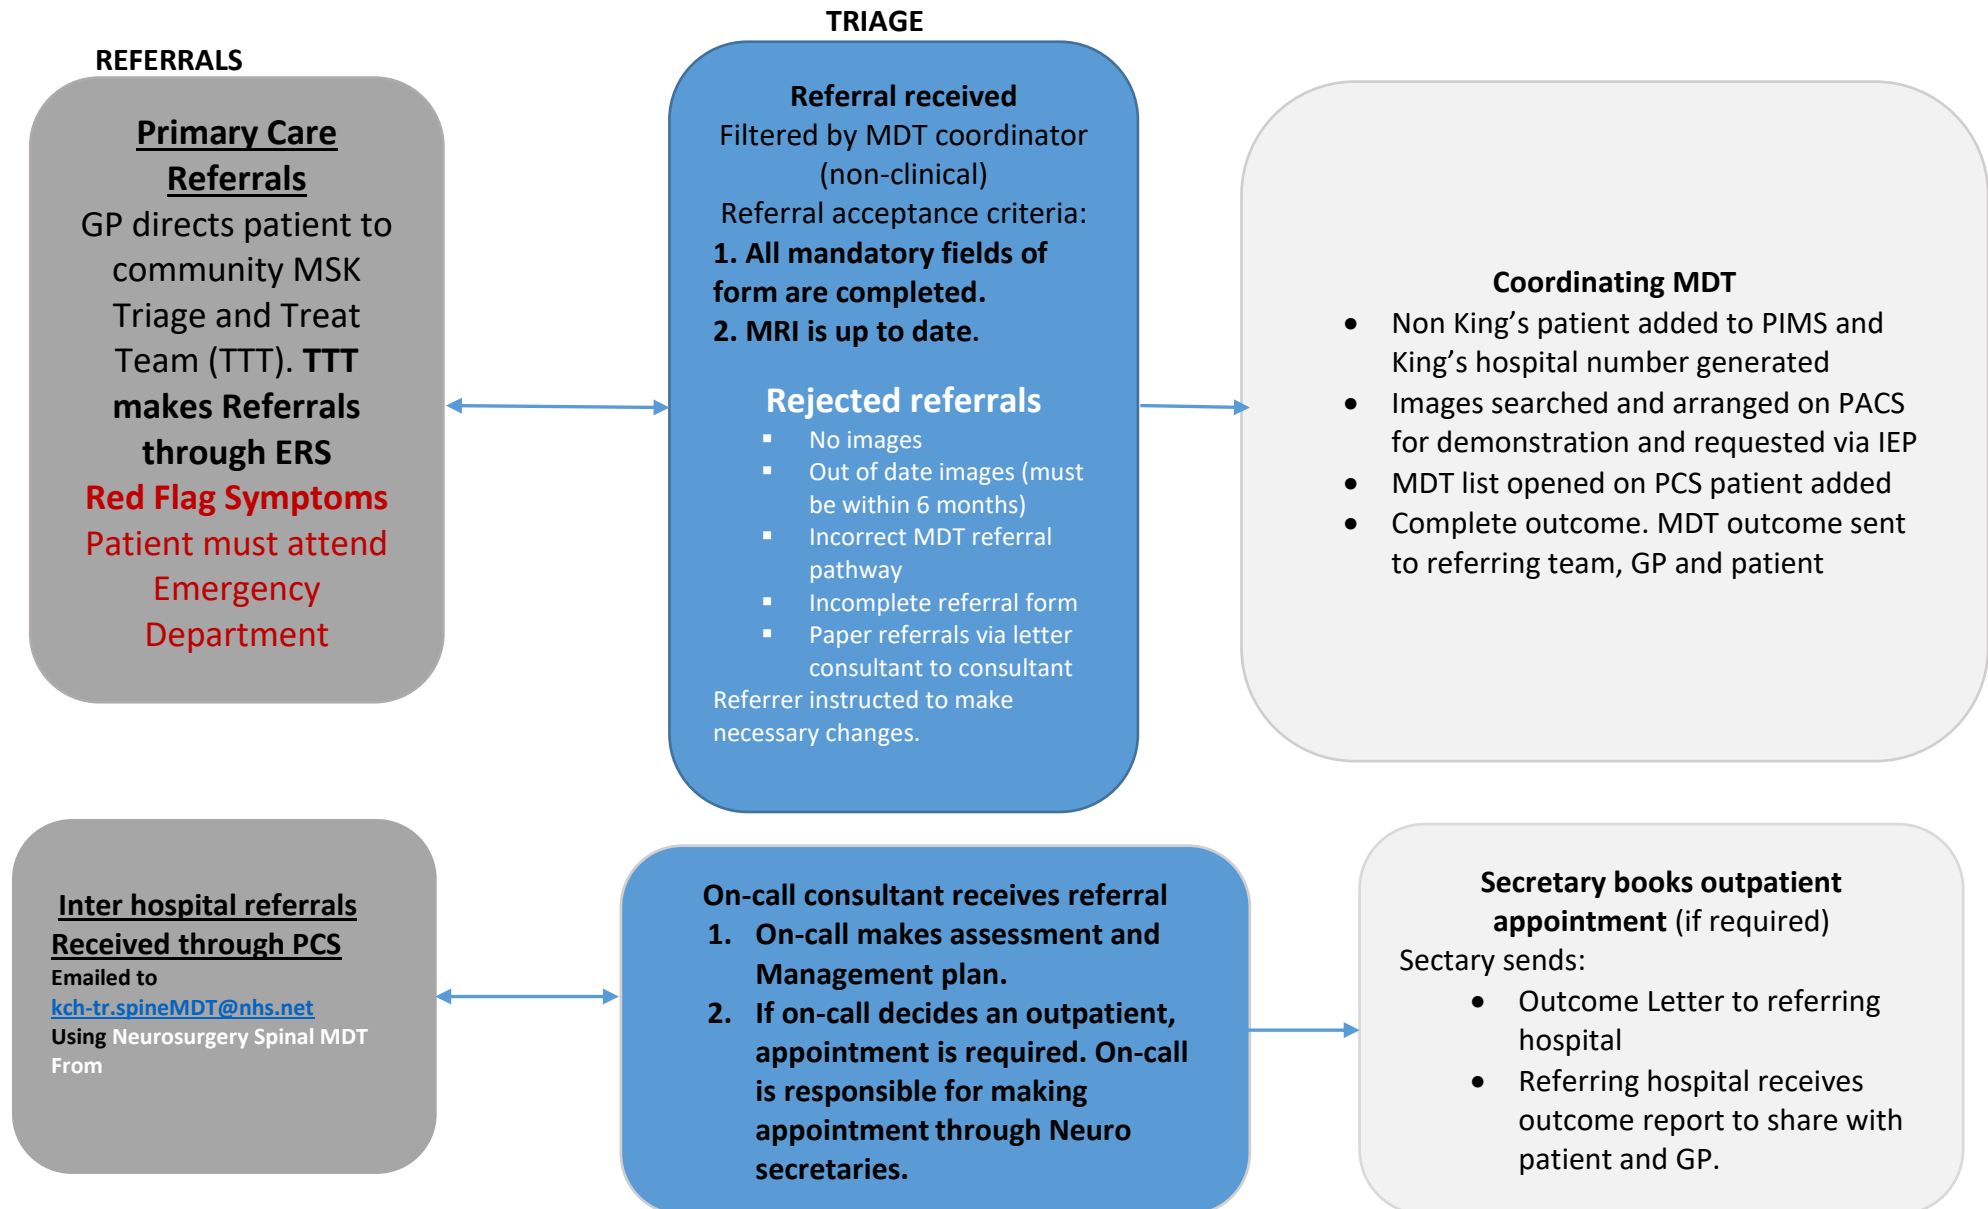 TRIAGE
REFERRALS
Primary Care
Referrals
GP directs patient to
community MSK
Triage and Treat
Team (TTT). TTT
makes Referrals
through ERS
Red Flag Symptoms
Patient must attend
Emergency
Department
Referral received
Filtered by MDT coordinator
(non-clinical)
Referral acceptance criteria:
1. All mandatory fields of
form are completed.
2. MRI is up to date.
Rejected referrals
▪ No images
▪ Out of date images (must
be within 6 months)
▪ Incorrect MDT referral
pathway
▪ Incomplete referral form
▪ Paper referrals via letter
consultant to consultant
Referrer instructed to make
necessary changes.
Coordinating MDT
• Non King’s patient added to PIMS and
King’s hospital number generated
• Images searched and arranged on PACS
for demonstration and requested via IEP
• MDT list opened on PCS patient added
• Complete outcome. MDT outcome sent
to referring team, GP and patient
Inter hospital referrals
Received through PCS
Emailed to
kch-tr.spineMDT@nhs.net
Using Neurosurgery Spinal MDT
From
On-call consultant receives referral
1. On-call makes assessment and
Management plan.
2. If on-call decides an outpatient,
appointment is required. On-call
is responsible for making
appointment through Neuro
secretaries.
Secretary books outpatient
appointment (if required)
Sectary sends:
• Outcome Letter to referring
hospital
• Referring hospital receives
outcome report to share with
patient and GP.